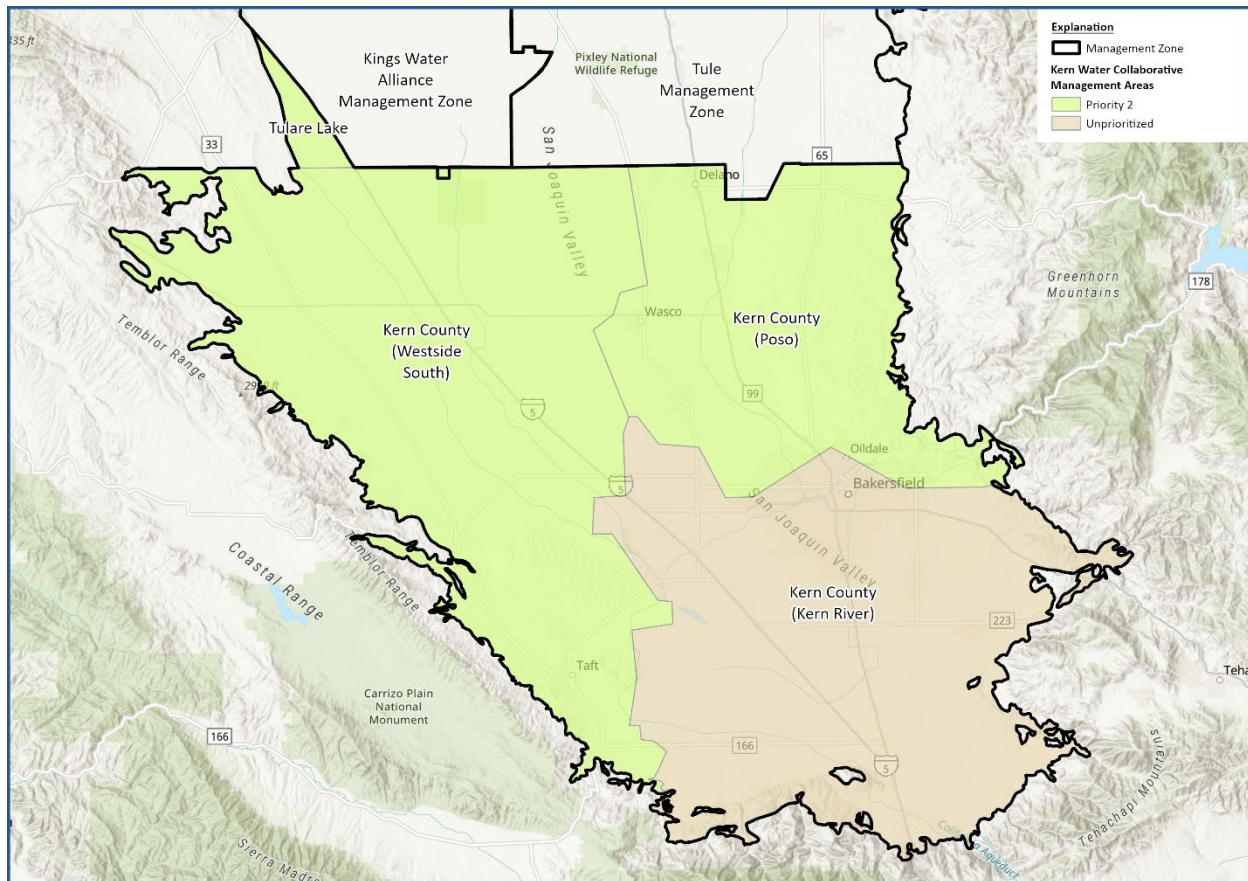 Explanation
Management Zone
Kern Water Collaborative
Management Areas
Priority 2
Unprioritized
Kings Water
Alliance
Management Zone
Pixley National
Wildlife Refuge
Tule
Management
Zone
Tulare Lake
33
65
Delano
San Joaquin Valley
Greenhorn
Mountains
178
Wasco
Kern County
(Westside
South)
Kern County
(Poso)
Temblor Range
5
99
Oildale
5
Bakersfield
San Joaquin Valley
Temblor Range
Coastal Range
Kern County
(Kern River)
223
Taft
Carrizo Plain
National
Monument
166
166
5
Tehachapi Mountains
Sierra Madre